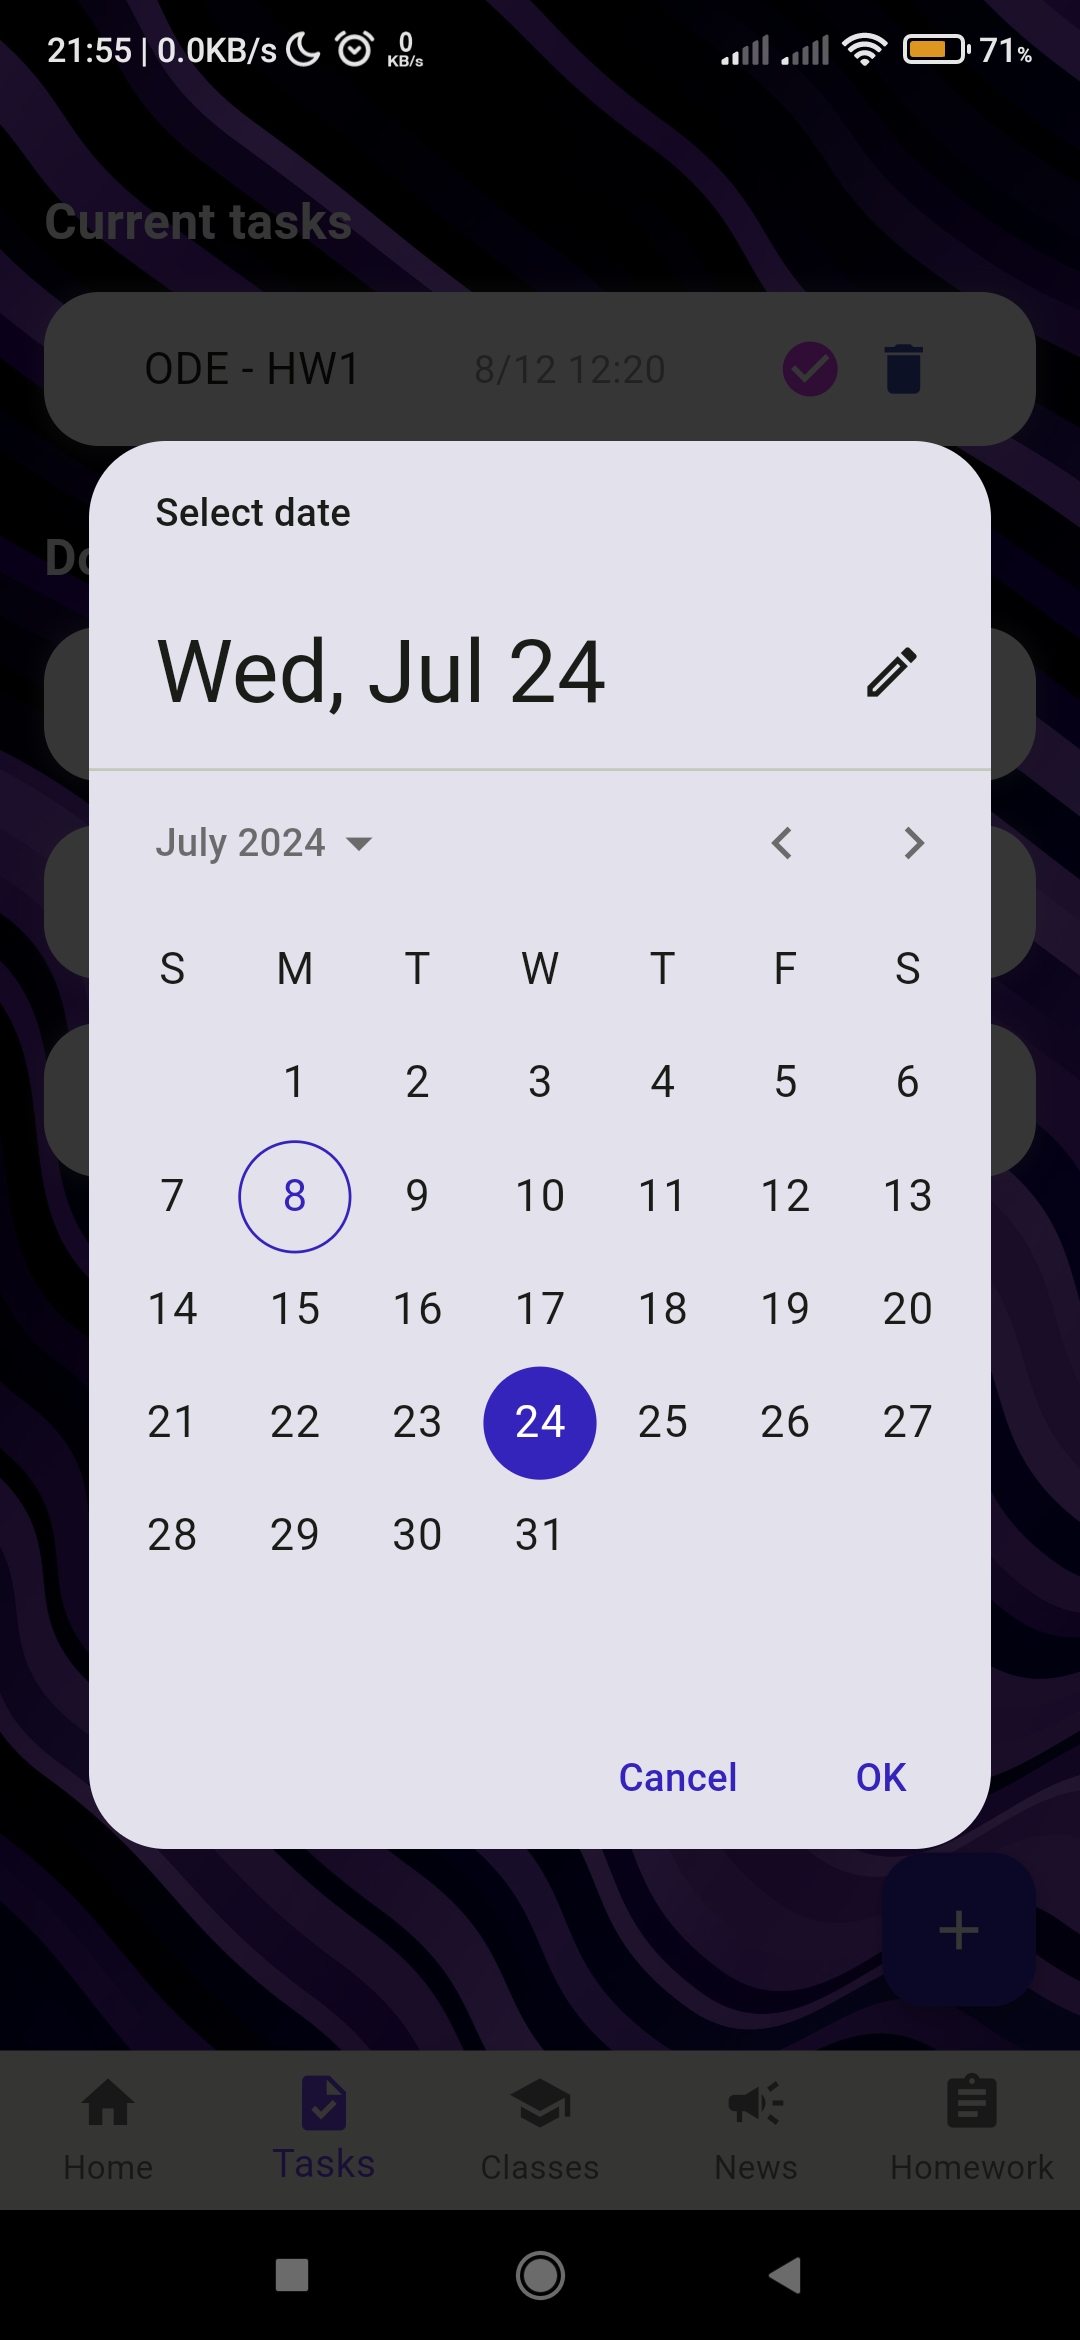 21:55 | 0.0KB/s 0 KB/s 71%
Current tasks
ODE - HW1 8/12 12:20
Select date
Wed, Jul 24
July 2024
S M T W T F S
1 2 3 4 5 6
7 8 9 10 11 12 13
14 15 16 17 18 19 20
21 22 23 24 25 26 27
28 29 30 31
Cancel OK
+
Home Tasks Classes News Homework